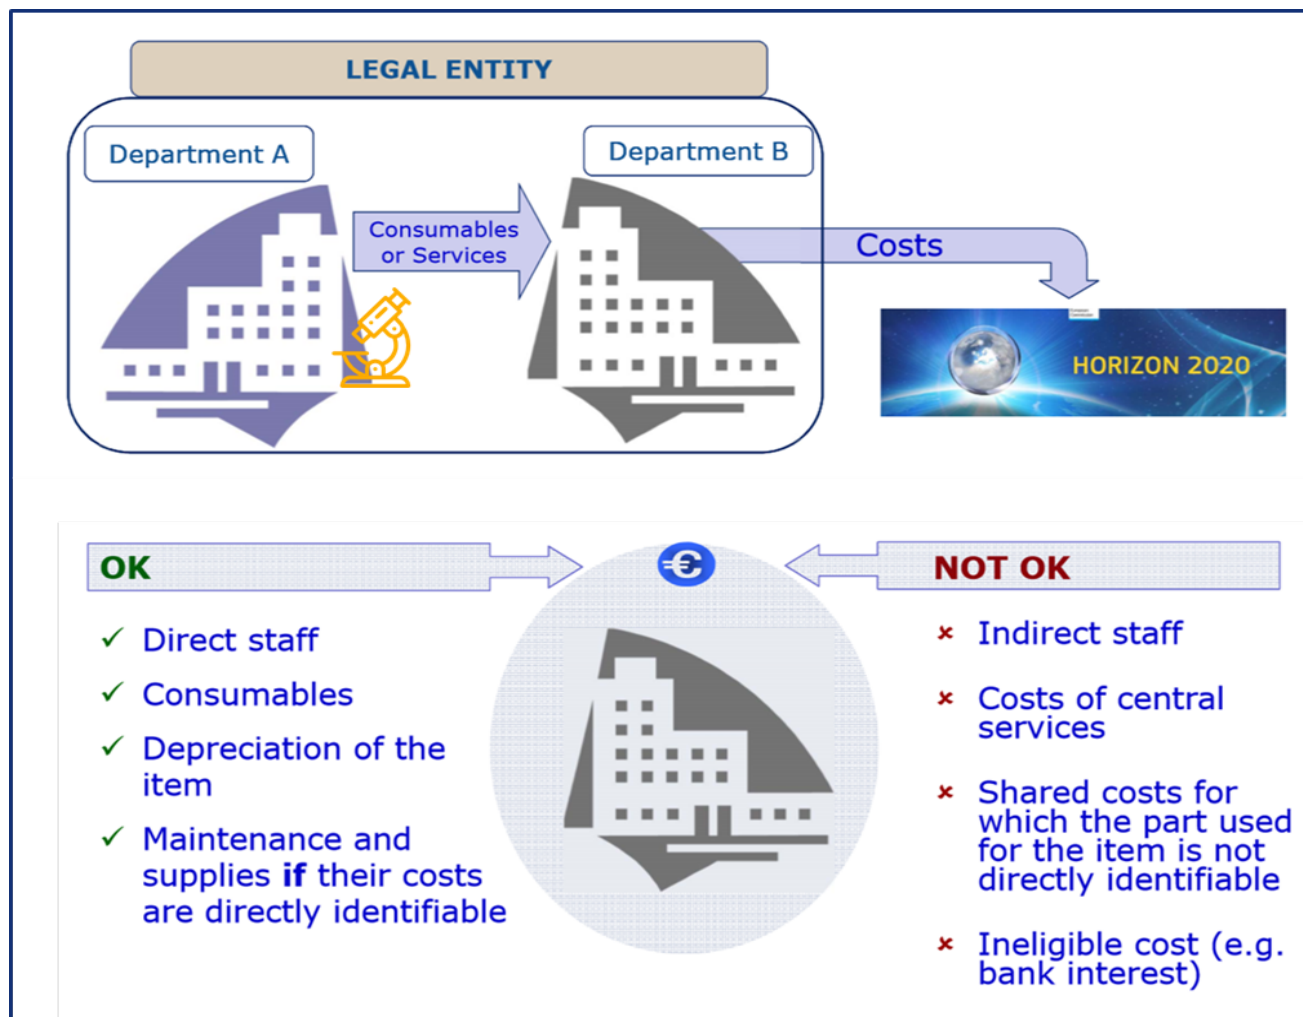 LEGAL ENTITY
Department A
Department B
Consumables
or Services
Costs
European
Commission
HORIZON 2020
OK
NOT OK
✓ Direct staff
✓ Consumables
✓ Depreciation of the
item
✓ Maintenance and
supplies if their costs
are directly identifiable
€
× Indirect staff
× Costs of central
services
× Shared costs for
which the part used
for the item is not
directly identifiable
× Ineligible cost (e.g.
bank interest)